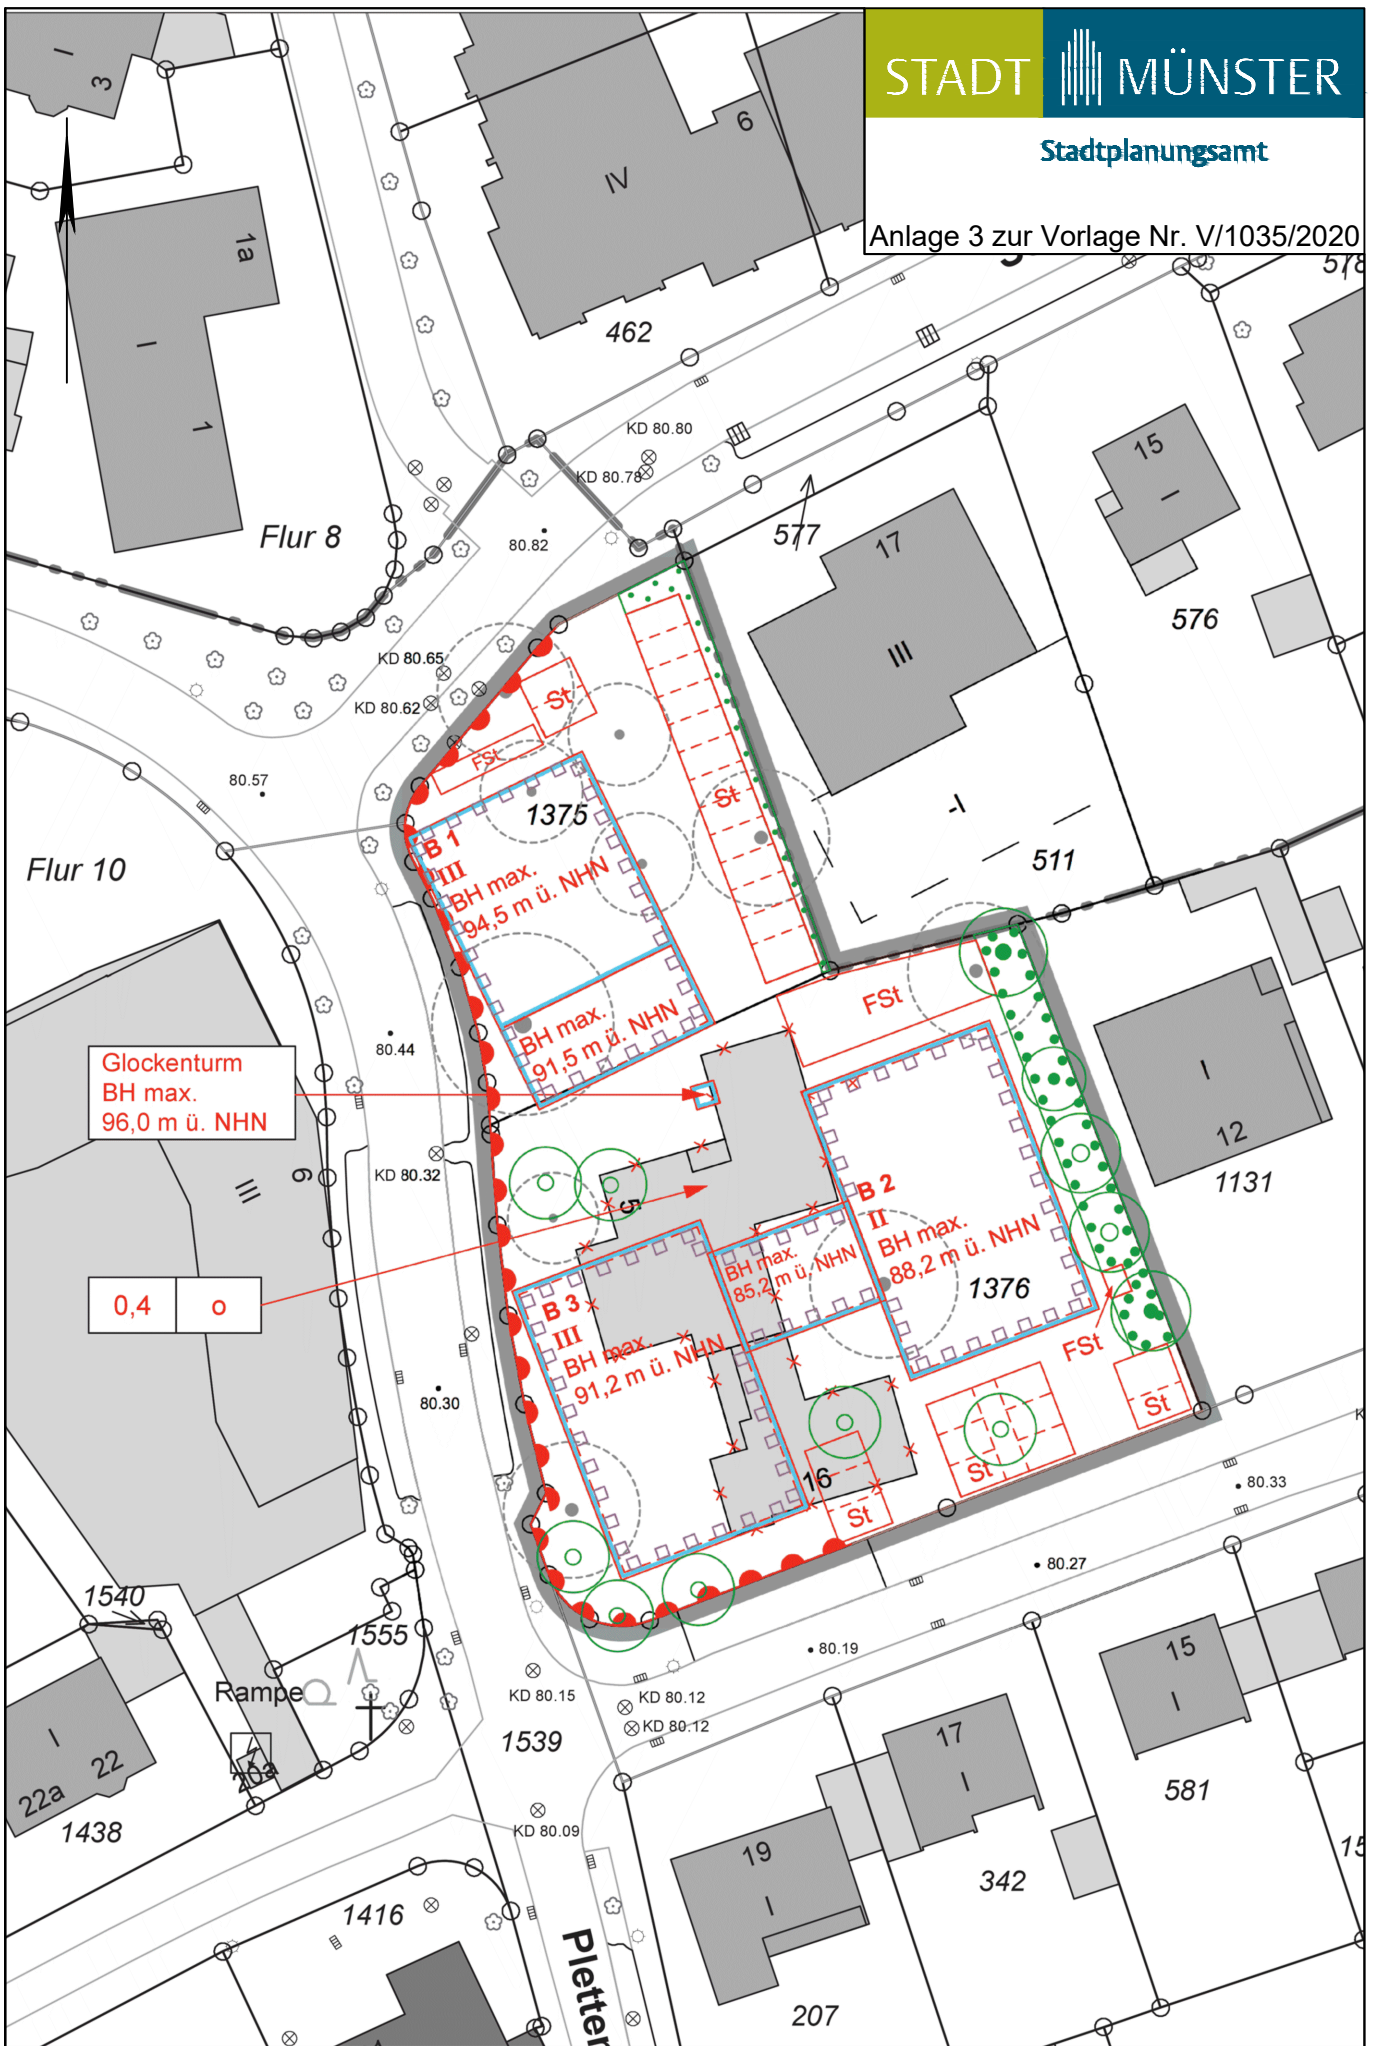 STADT MÜNSTER
Stadtplanungsamt
Anlage 3 zur Vorlage Nr. V/1035/2020
I
3
1a
I
1
IV
6
462
578
KD 80.80
KD 80.78
80.82
Flur 8
577
17
III
15
I
576
KD 80.65
KD 80.62
80.57
St
FSt
1375
St
-I
511
Flur 10
B 1
III
BH max.
94,5 m ü. NHN
BH max.
91,5 m ü. NHN
FSt
80.44
Glockenturm
BH max.
96,0 m ü. NHN
KD 80.32
6
III
5
I
12
1131
B 2
II
BH max.
88,2 m ü. NHN
BH max.
85,2 m ü. NHN
1376
0,4 o
B 3
III
BH max.
91,2 m ü. NHN
FSt
St
80.30
16
St
St
80.33
80.27
1540
1555
Rampe
80.19
KD 80.15
KD 80.12
KD 80.12
1539
I
22
22a
20a
1438
KD 80.09
17
I
15
I
581
19
I
342
1416
207